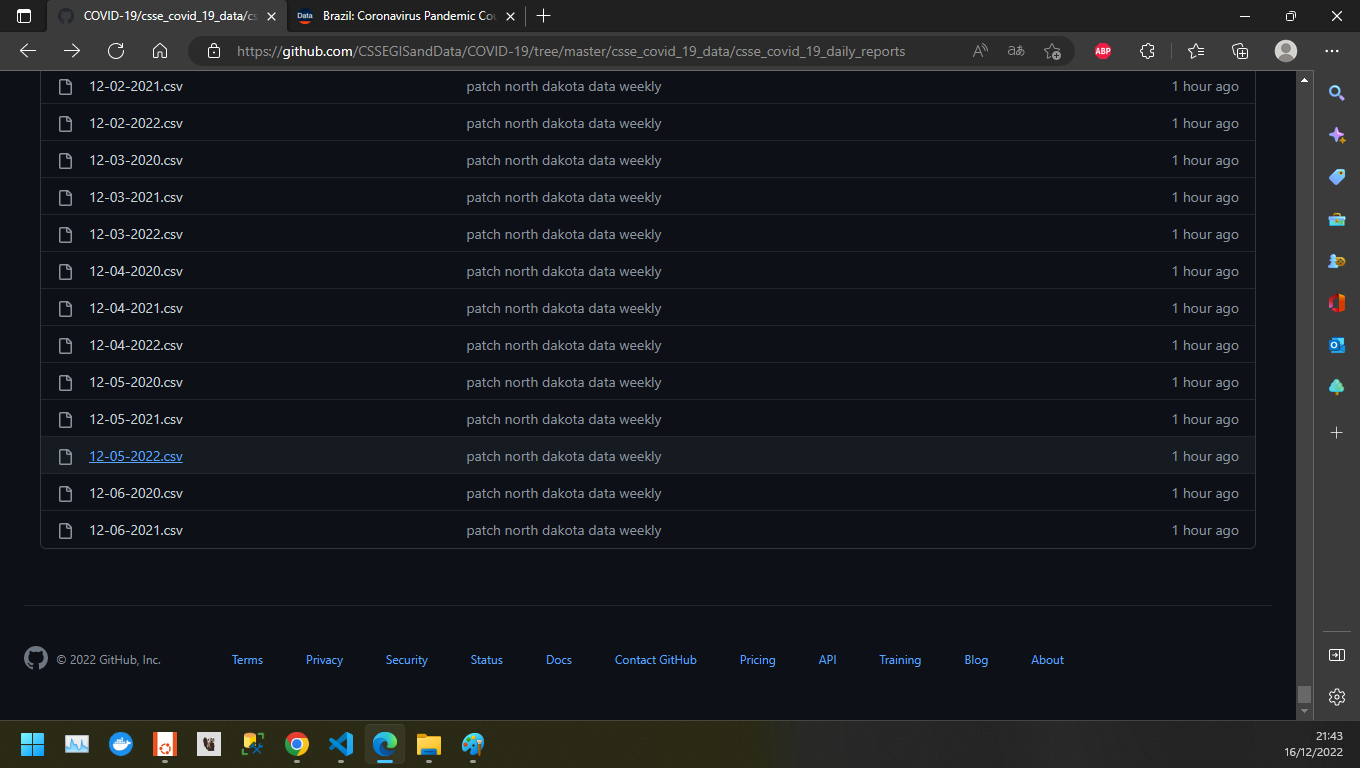 COVID-19/csse_covid_19_data/cs
Data Brazil: Coronavirus Pandemic Cou
https://github.com/CSSEGISandData/COVID-19/tree/master/csse_covid_19_data/csse_covid_19_daily_reports
ABP
12-02-2021.csv patch north dakota data weekly 1 hour ago
12-02-2022.csv patch north dakota data weekly 1 hour ago
12-03-2020.csv patch north dakota data weekly 1 hour ago
12-03-2021.csv patch north dakota data weekly 1 hour ago
12-03-2022.csv patch north dakota data weekly 1 hour ago
12-04-2020.csv patch north dakota data weekly 1 hour ago
12-04-2021.csv patch north dakota data weekly 1 hour ago
12-04-2022.csv patch north dakota data weekly 1 hour ago
12-05-2020.csv patch north dakota data weekly 1 hour ago
12-05-2021.csv patch north dakota data weekly 1 hour ago
12-05-2022.csv patch north dakota data weekly 1 hour ago
12-06-2020.csv patch north dakota data weekly 1 hour ago
12-06-2021.csv patch north dakota data weekly 1 hour ago
© 2022 GitHub, Inc. Terms Privacy Security Status Docs Contact GitHub Pricing API Training Blog About
21:43
16/12/2022